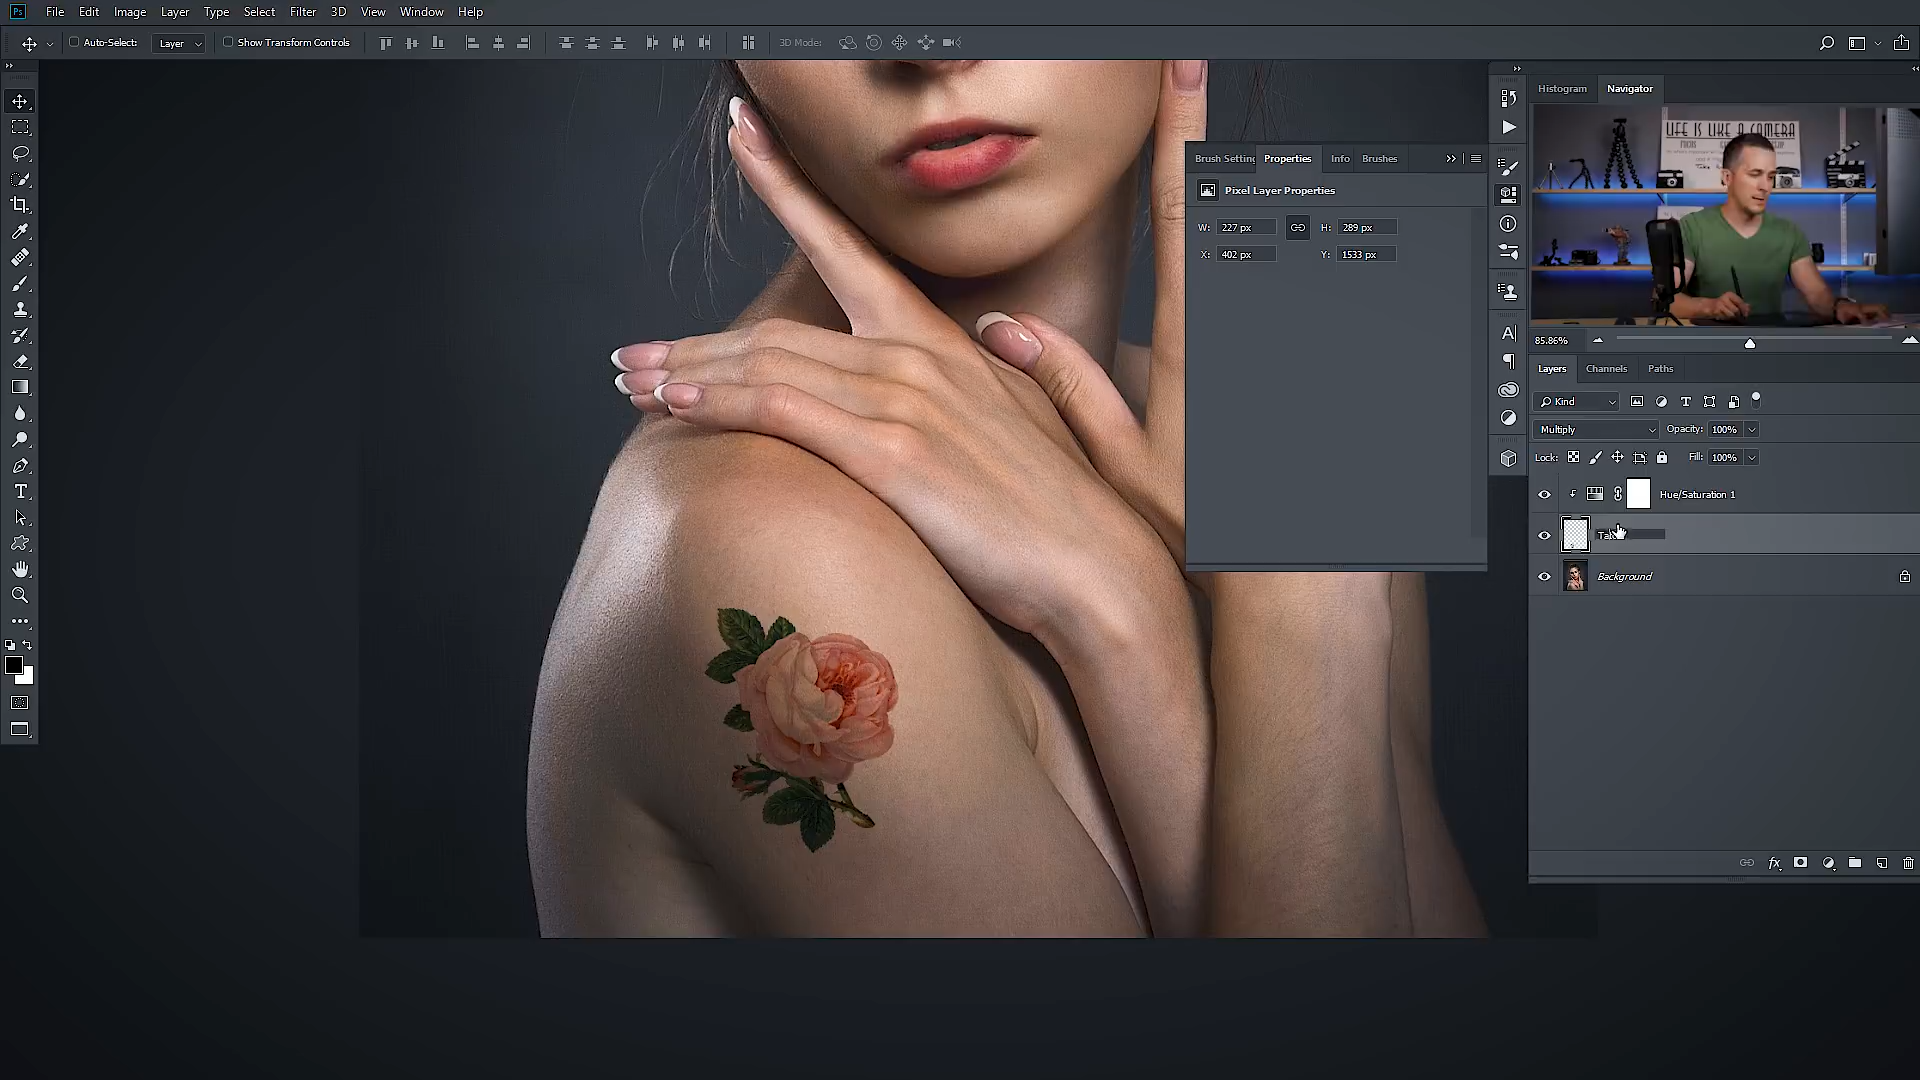 Ps File Edit Image Layer Type Select Filter 3D View Window Help
Auto-Select: Layer Show Transform Controls 3D Mode:
Histogram Navigator
LIFE IS LIKE A CAMERA
85.86%
Brush Setting Properties Info Brushes
Pixel Layer Properties
W: 227 px H: 289 px
X: 402 px Y: 1533 px
Layers Channels Paths
Kind
Multiply Opacity: 100%
Lock: Fill: 100%
Hue/Saturation 1
Background